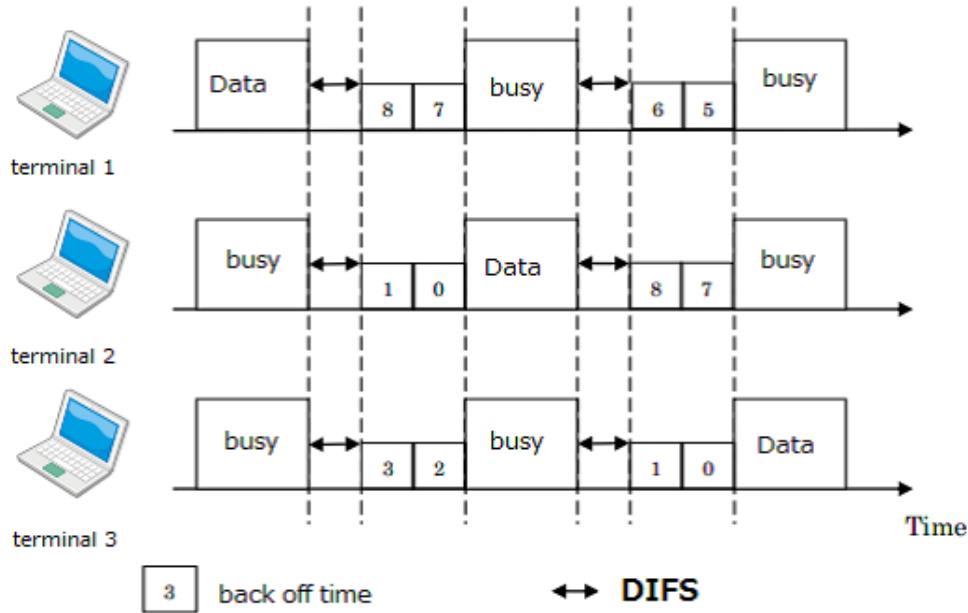 Data
8 7
busy
6 5
busy
terminal 1
busy
1 0
Data
8 7
busy
terminal 2
busy
3 2
busy
1 0
Data
Time
terminal 3
3 back off time
DIFS